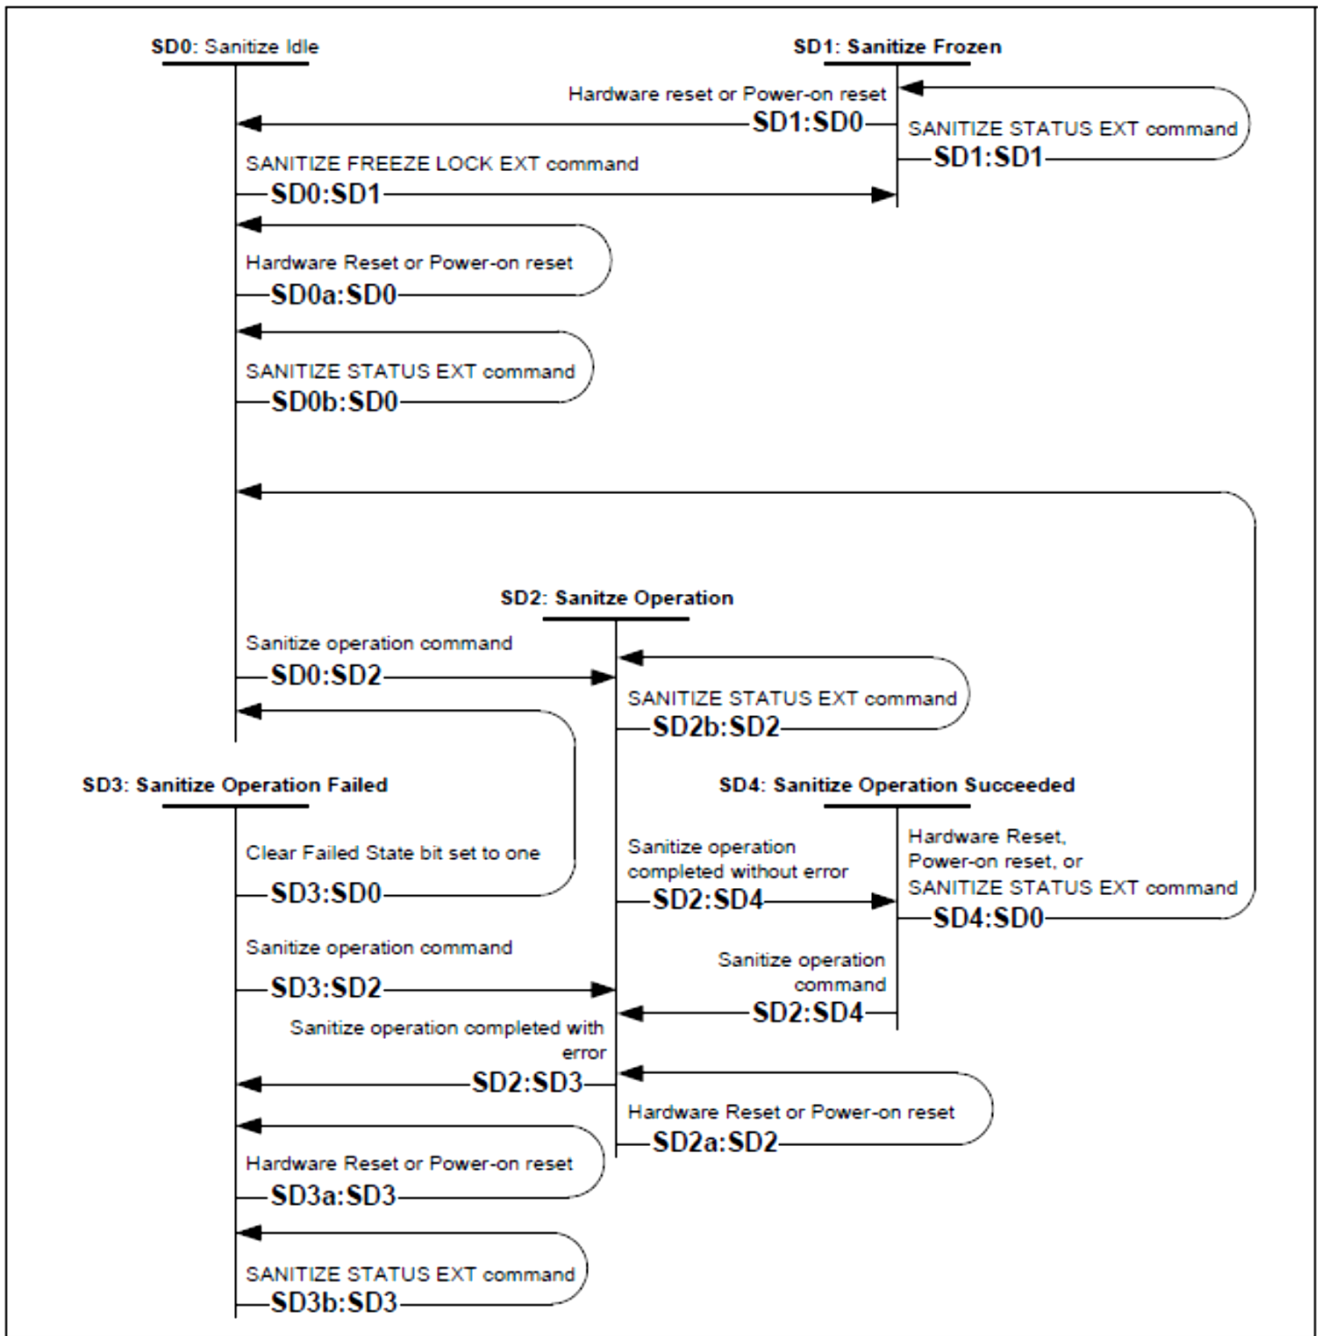 SD0: Sanitize Idle
SD1: Sanitize Frozen
Hardware reset or Power-on reset
SD1:SD0
SANITIZE STATUS EXT command
SD1:SD1
SANITIZE FREEZE LOCK EXT command
SD0:SD1
Hardware Reset or Power-on reset
SD0a:SD0
SANITIZE STATUS EXT command
SD0b:SD0
SD2: Sanitze Operation
Sanitize operation command
SD0:SD2
SANITIZE STATUS EXT command
SD2b:SD2
SD3: Sanitize Operation Failed
SD4: Sanitize Operation Succeeded
Clear Failed State bit set to one
SD3:SD0
Sanitize operation
completed without error
SD2:SD4
Hardware Reset,
Power-on reset, or
SANITIZE STATUS EXT command
SD4:SD0
Sanitize operation command
SD3:SD2
Sanitize operation
command
SD2:SD4
Sanitize operation completed with
error
SD2:SD3
Hardware Reset or Power-on reset
SD2a:SD2
Hardware Reset or Power-on reset
SD3a:SD3
SANITIZE STATUS EXT command
SD3b:SD3